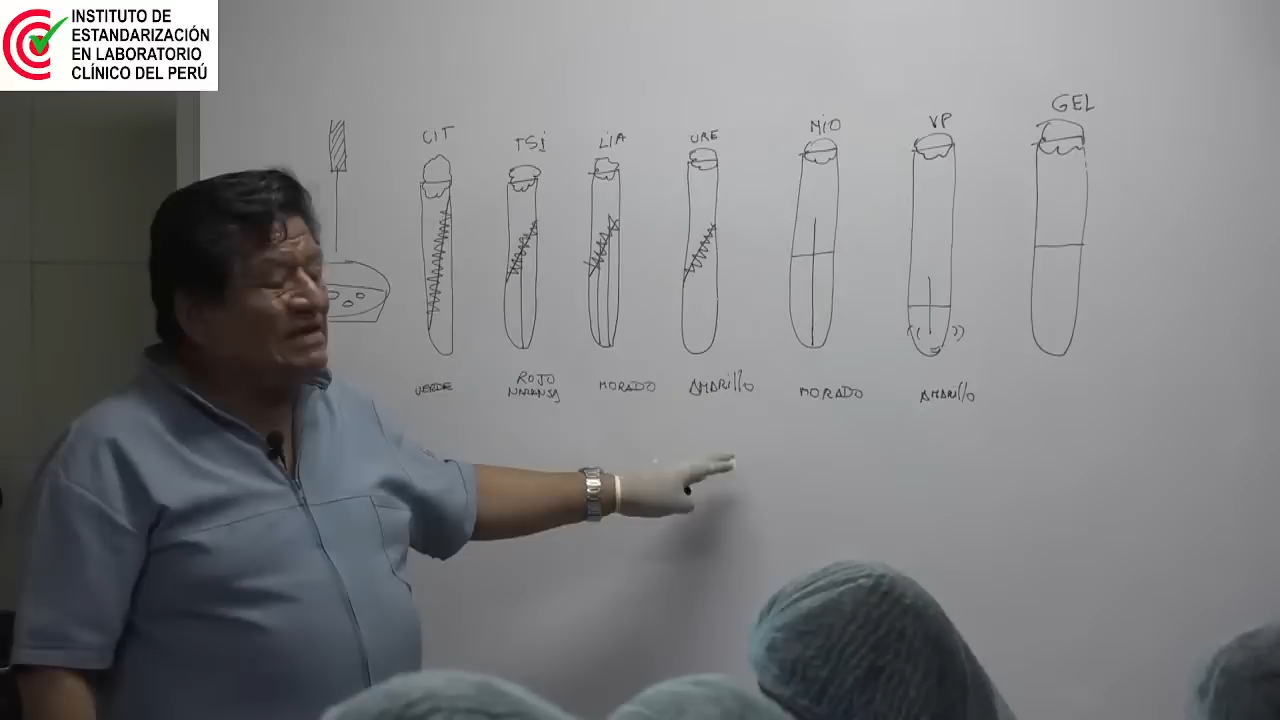 INSTITUTO DE
ESTANDARIZACIÓN
EN LABORATORIO
CLÍNICO DEL PERÚ
CIT
TSi
LiA
URE
MiO
VP
GEL
VERDE
ROJO
NARANJA
MORADO
AMARillO
MORADO
AMARillO